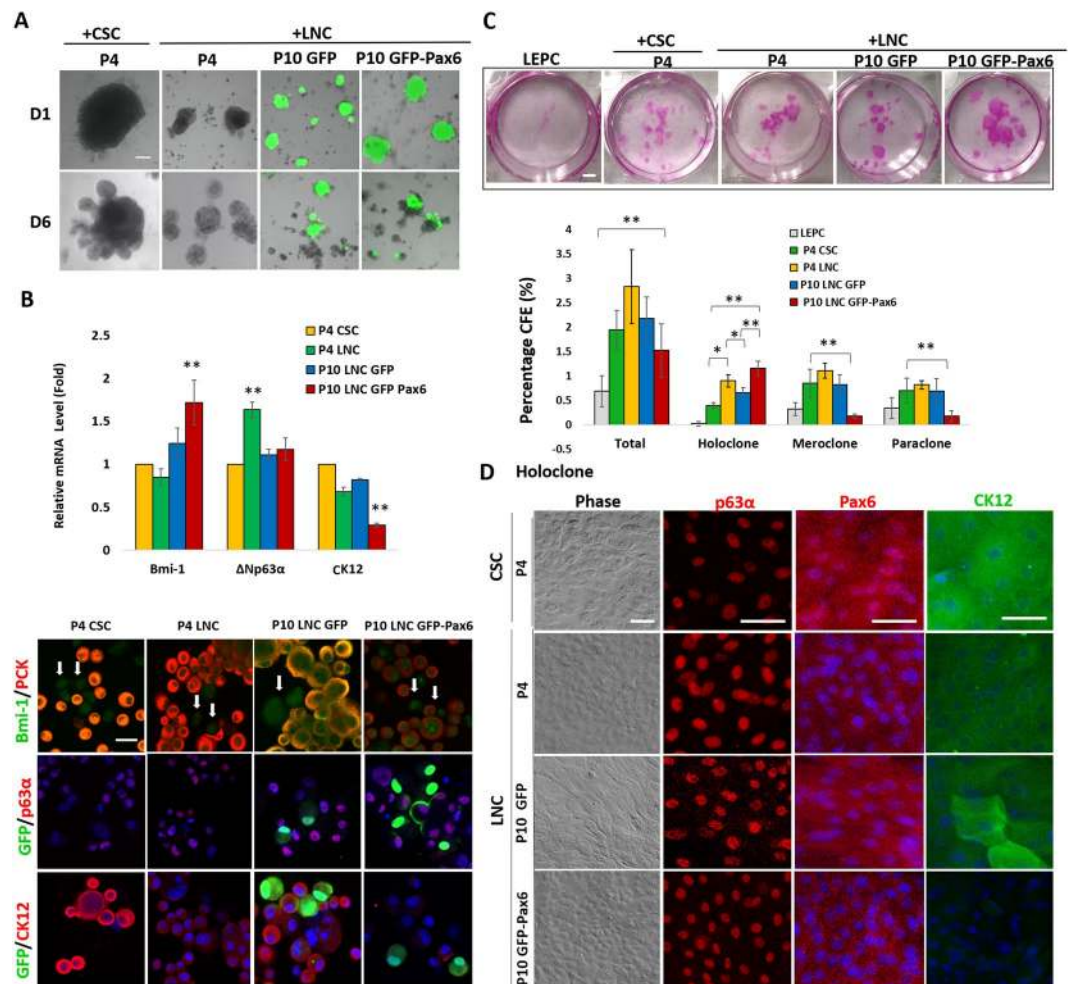 A
+CSC +LNC
P4 P4 P10 GFP P10 GFP-Pax6
D1
D6
B
Relative mRNA Level (Fold)
2.5
2
1.5
1
0.5
0
P4 CSC
P4 LNC
P10 LNC GFP
P10 LNC GFP Pax6
** ** **
Bmi-1 ΔNp63α CK12
P4 CSC P4 LNC P10 LNC GFP P10 LNC GFP-Pax6
Bmi-1/PCK
GFP/p63α
GFP/CK12
C
+CSC +LNC
LEPC P4 P4 P10 GFP P10 GFP-Pax6
Percentage CFE (%)
4
3.5
3
2.5
2
1.5
1
0.5
0
-0.5
LEPC
P4 CSC
P4 LNC
P10 LNC GFP
P10 LNC GFP-Pax6
**
**
* * **
** **
Total Holoclone Meroclone Paraclone
D Holoclone
Phase p63α Pax6 CK12
CSC
P4
LNC
P4
P10 GFP
P10 GFP-Pax6